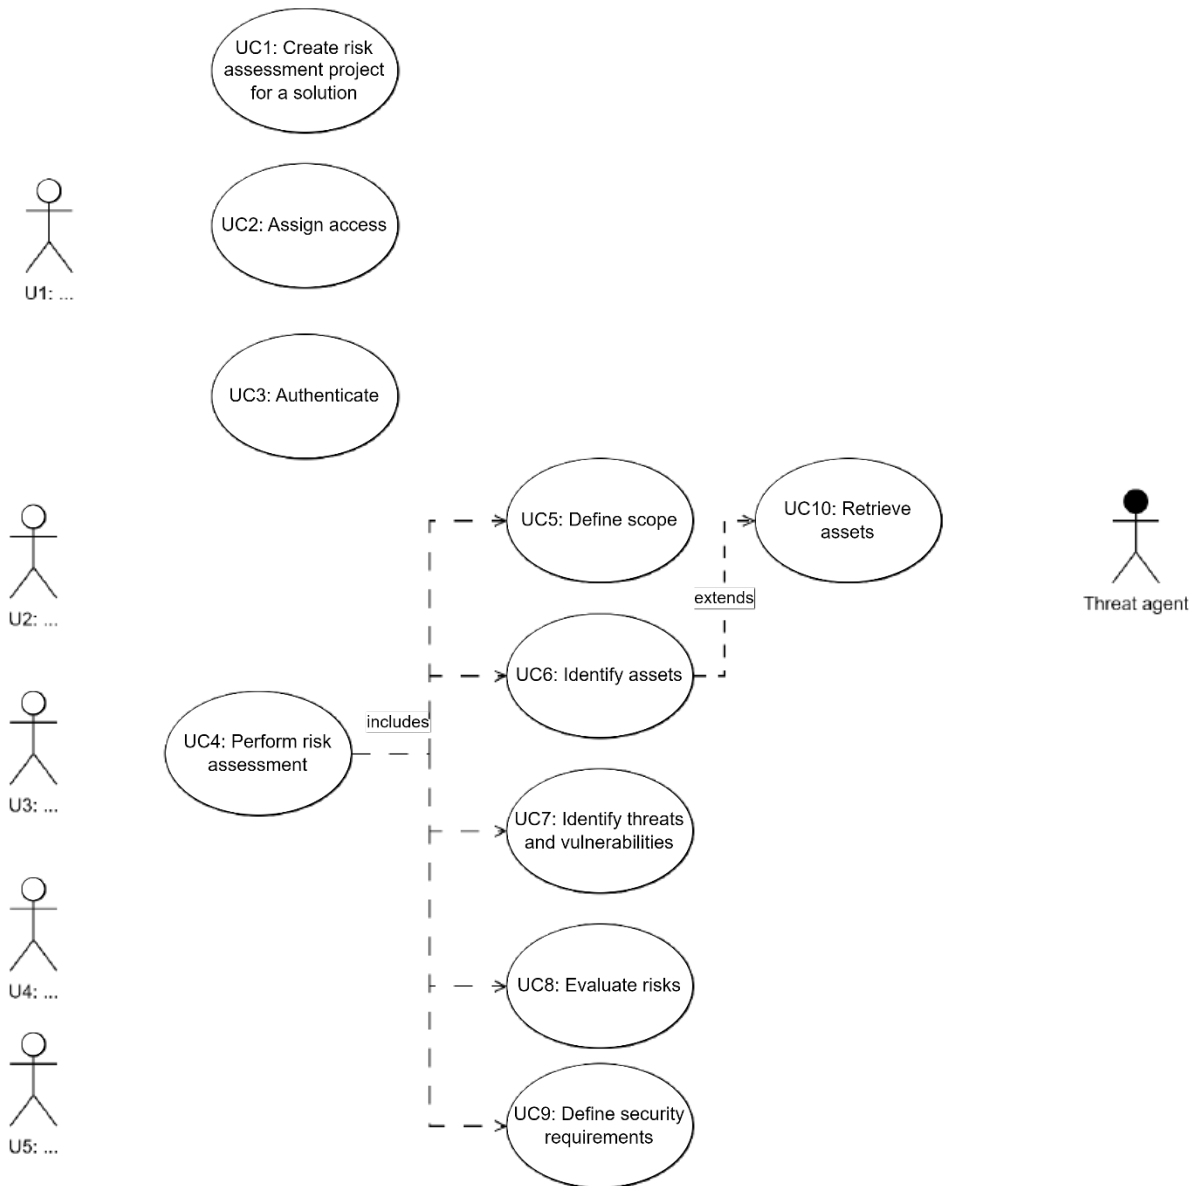 UC1: Create risk
assessment project
for a solution
UC2: Assign access
U1: ...
UC3: Authenticate
UC5: Define scope
UC10: Retrieve
assets
U2: ...
extends
Threat agent
UC6: Identify assets
includes
UC4: Perform risk
assessment
U3: ...
UC7: Identify threats
and vulnerabilities
UC8: Evaluate risks
U4: ...
UC9: Define security
requirements
U5: ...